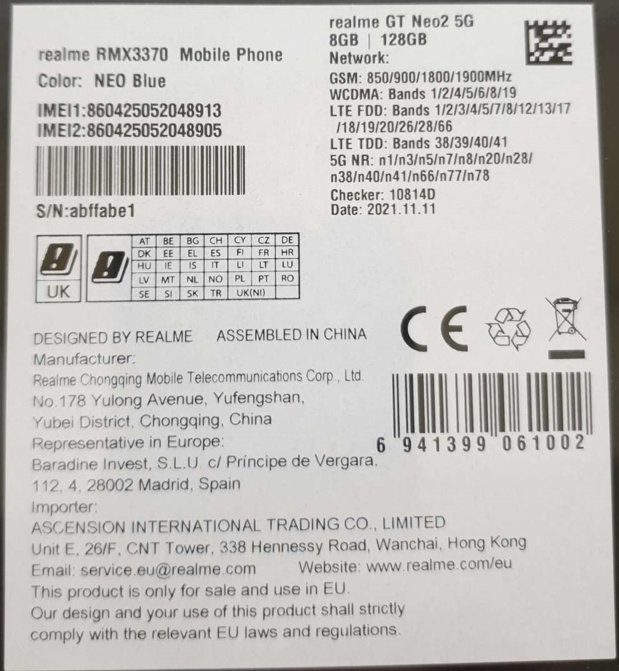 realme RMX3370 Mobile Phone
Color: NEO Blue
IMEI1:860425052048913
IMEI2:860425052048905
S/N:abffabe1
realme GT Neo2 5G
8GB | 128GB
Network:
GSM: 850/900/1800/1900MHz
WCDMA: Bands 1/2/4/5/6/8/19
LTE FDD: Bands 1/2/3/4/5/7/8/12/13/17
/18/19/20/26/28/66
LTE TDD: Bands 38/39/40/41
5G NR: n1/n3/n5/n7/n8/n20/n28/
n38/n40/n41/n66/n77/n78
Checker: 10814D
Date: 2021.11.11
UK
AT BE BG CH CY CZ DE
DK EE EL ES FI FR HR
HU IE IS IT LI LT LU
LV MT NL NO PL PT RO
SE SI SK TR UK(NI)
DESIGNED BY REALME ASSEMBLED IN CHINA
Manufacturer:
Realme Chongqing Mobile Telecommunications Corp., Ltd.
No.178 Yulong Avenue, Yufengshan,
Yubei District, Chongqing, China
Representative in Europe:
Baradine Invest, S.L.U. c/ Príncipe de Vergara,
112, 4, 28002 Madrid, Spain
Importer:
ASCENSION INTERNATIONAL TRADING CO., LIMITED
Unit E, 26/F, CNT Tower, 338 Hennessy Road, Wanchai, Hong Kong
Email: service.eu@realme.com Website: www.realme.com/eu
This product is only for sale and use in EU.
Our design and your use of this product shall strictly
comply with the relevant EU laws and regulations.
CE
6 941399 061002